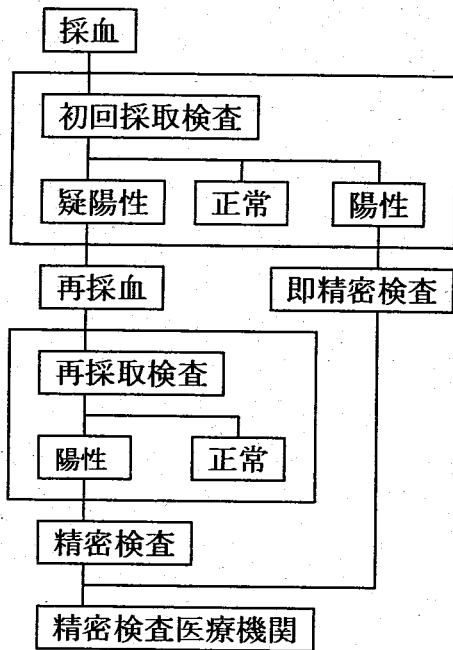 採血
初回採取検査
疑陽性
正常
陽性
再採血
即精密検査
再採取検査
陽性
正常
精密検査
精密検査医療機関